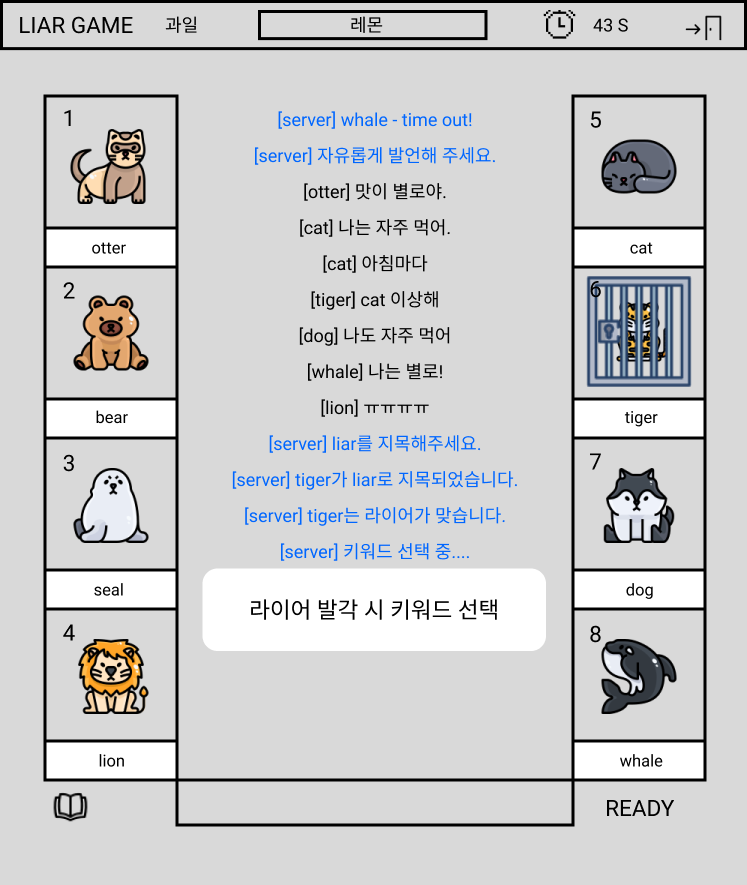 LIAR GAME 과일 레몬 43 S
1
otter
2
bear
3
seal
4
lion
[server] whale - time out!
[server] 자유롭게 발언해 주세요.
[otter] 맛이 별로야.
[cat] 나는 자주 먹어.
[cat] 아침마다
[tiger] cat 이상해
[dog] 나도 자주 먹어
[whale] 나는 별로!
[lion] ㅠㅠㅠㅠ
[server] liar를 지목해주세요.
[server] tiger가 liar로 지목되었습니다.
[server] tiger는 라이어가 맞습니다.
[server] 키워드 선택 중....
라이어 발각 시 키워드 선택
5
cat
6
tiger
7
dog
8
whale
READY